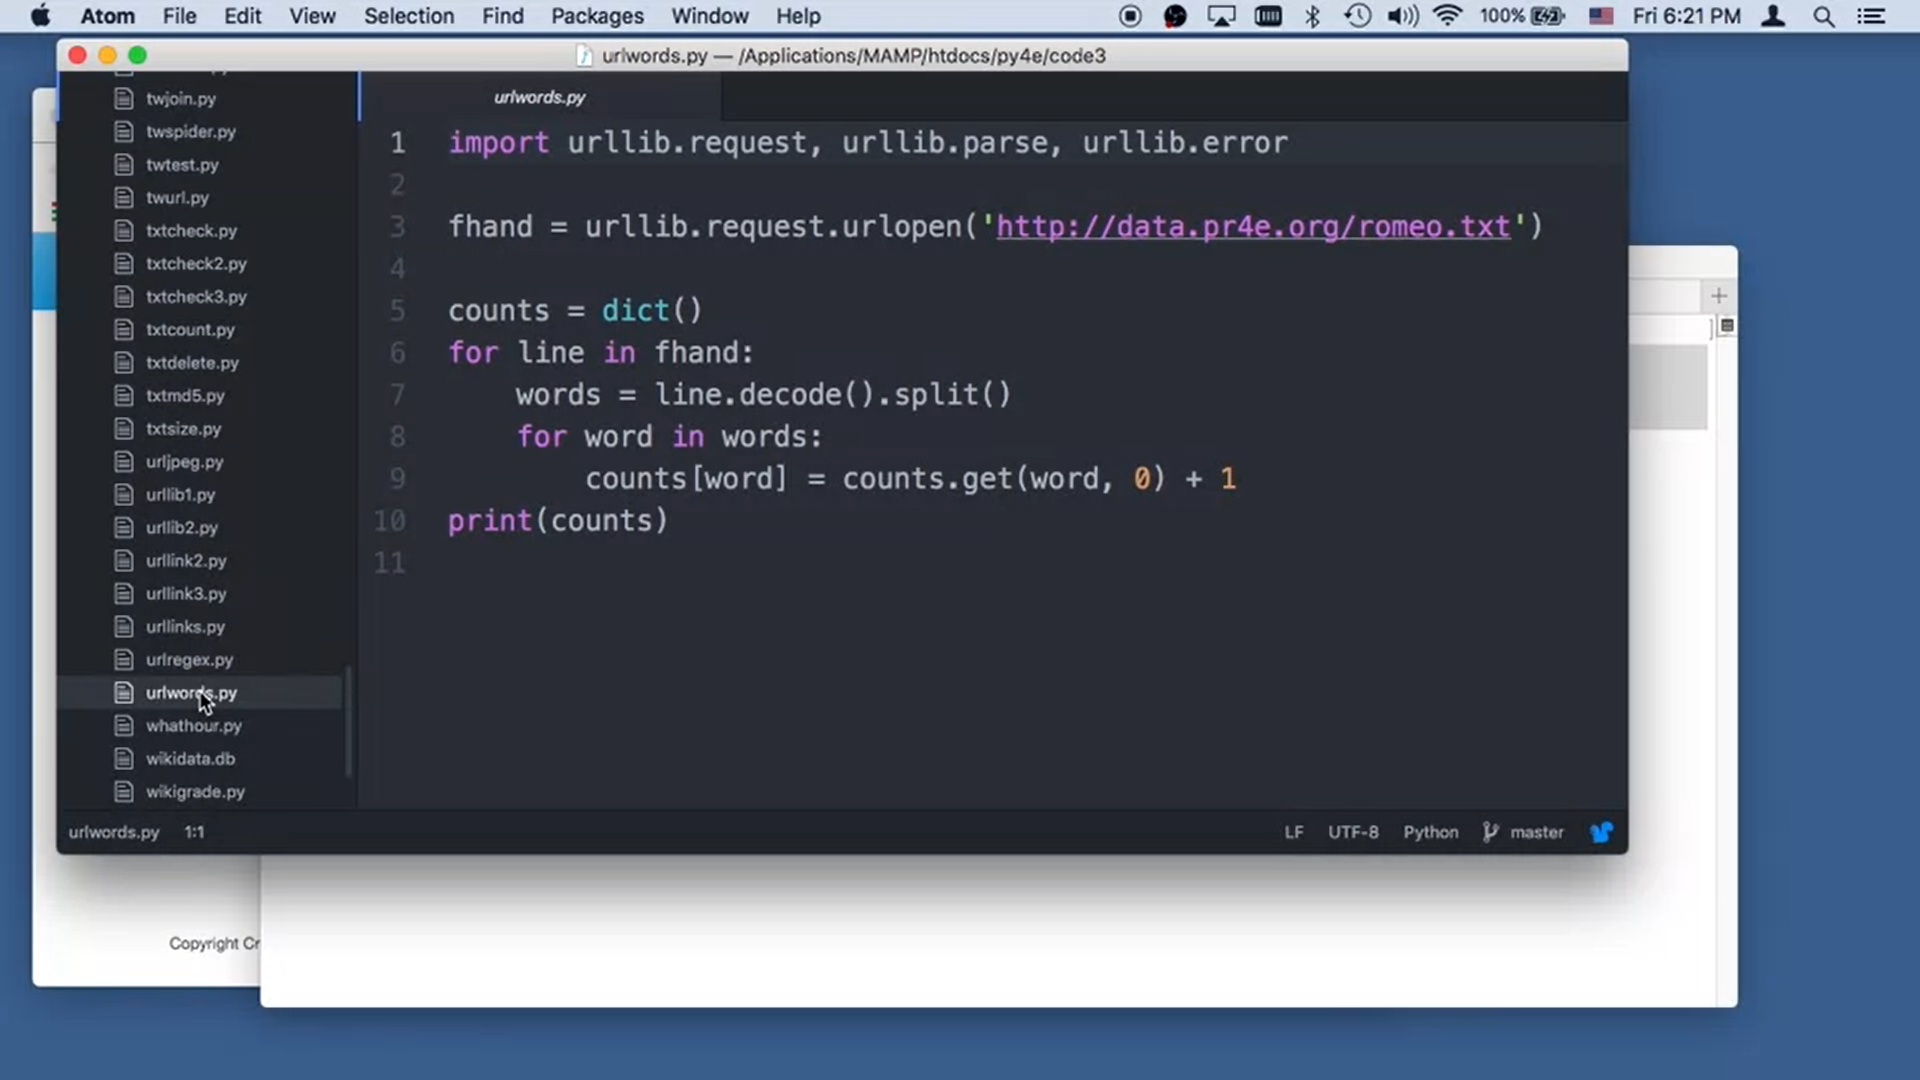 Atom File Edit View Selection Find Packages Window Help 100% Fri 6:21 PM
urlwords.py — /Applications/MAMP/htdocs/py4e/code3
twjoin.py
twspider.py
twtest.py
twurl.py
txtcheck.py
txtcheck2.py
txtcheck3.py
txtcount.py
txtdelete.py
txtmd5.py
txtsize.py
urljpeg.py
urllib1.py
urllib2.py
urllink2.py
urllink3.py
urllinks.py
urlregex.py
urlwords.py
whathour.py
wikidata.db
wikigrade.py
urlwords.py
1 import urllib.request, urllib.parse, urllib.error
2
3 fhand = urllib.request.urlopen('http://data.pr4e.org/romeo.txt')
4
5 counts = dict()
6 for line in fhand:
7 words = line.decode().split()
8 for word in words:
9 counts[word] = counts.get(word, 0) + 1
10 print(counts)
11
urlwords.py 1:1 LF UTF-8 Python master
Copyright Cr